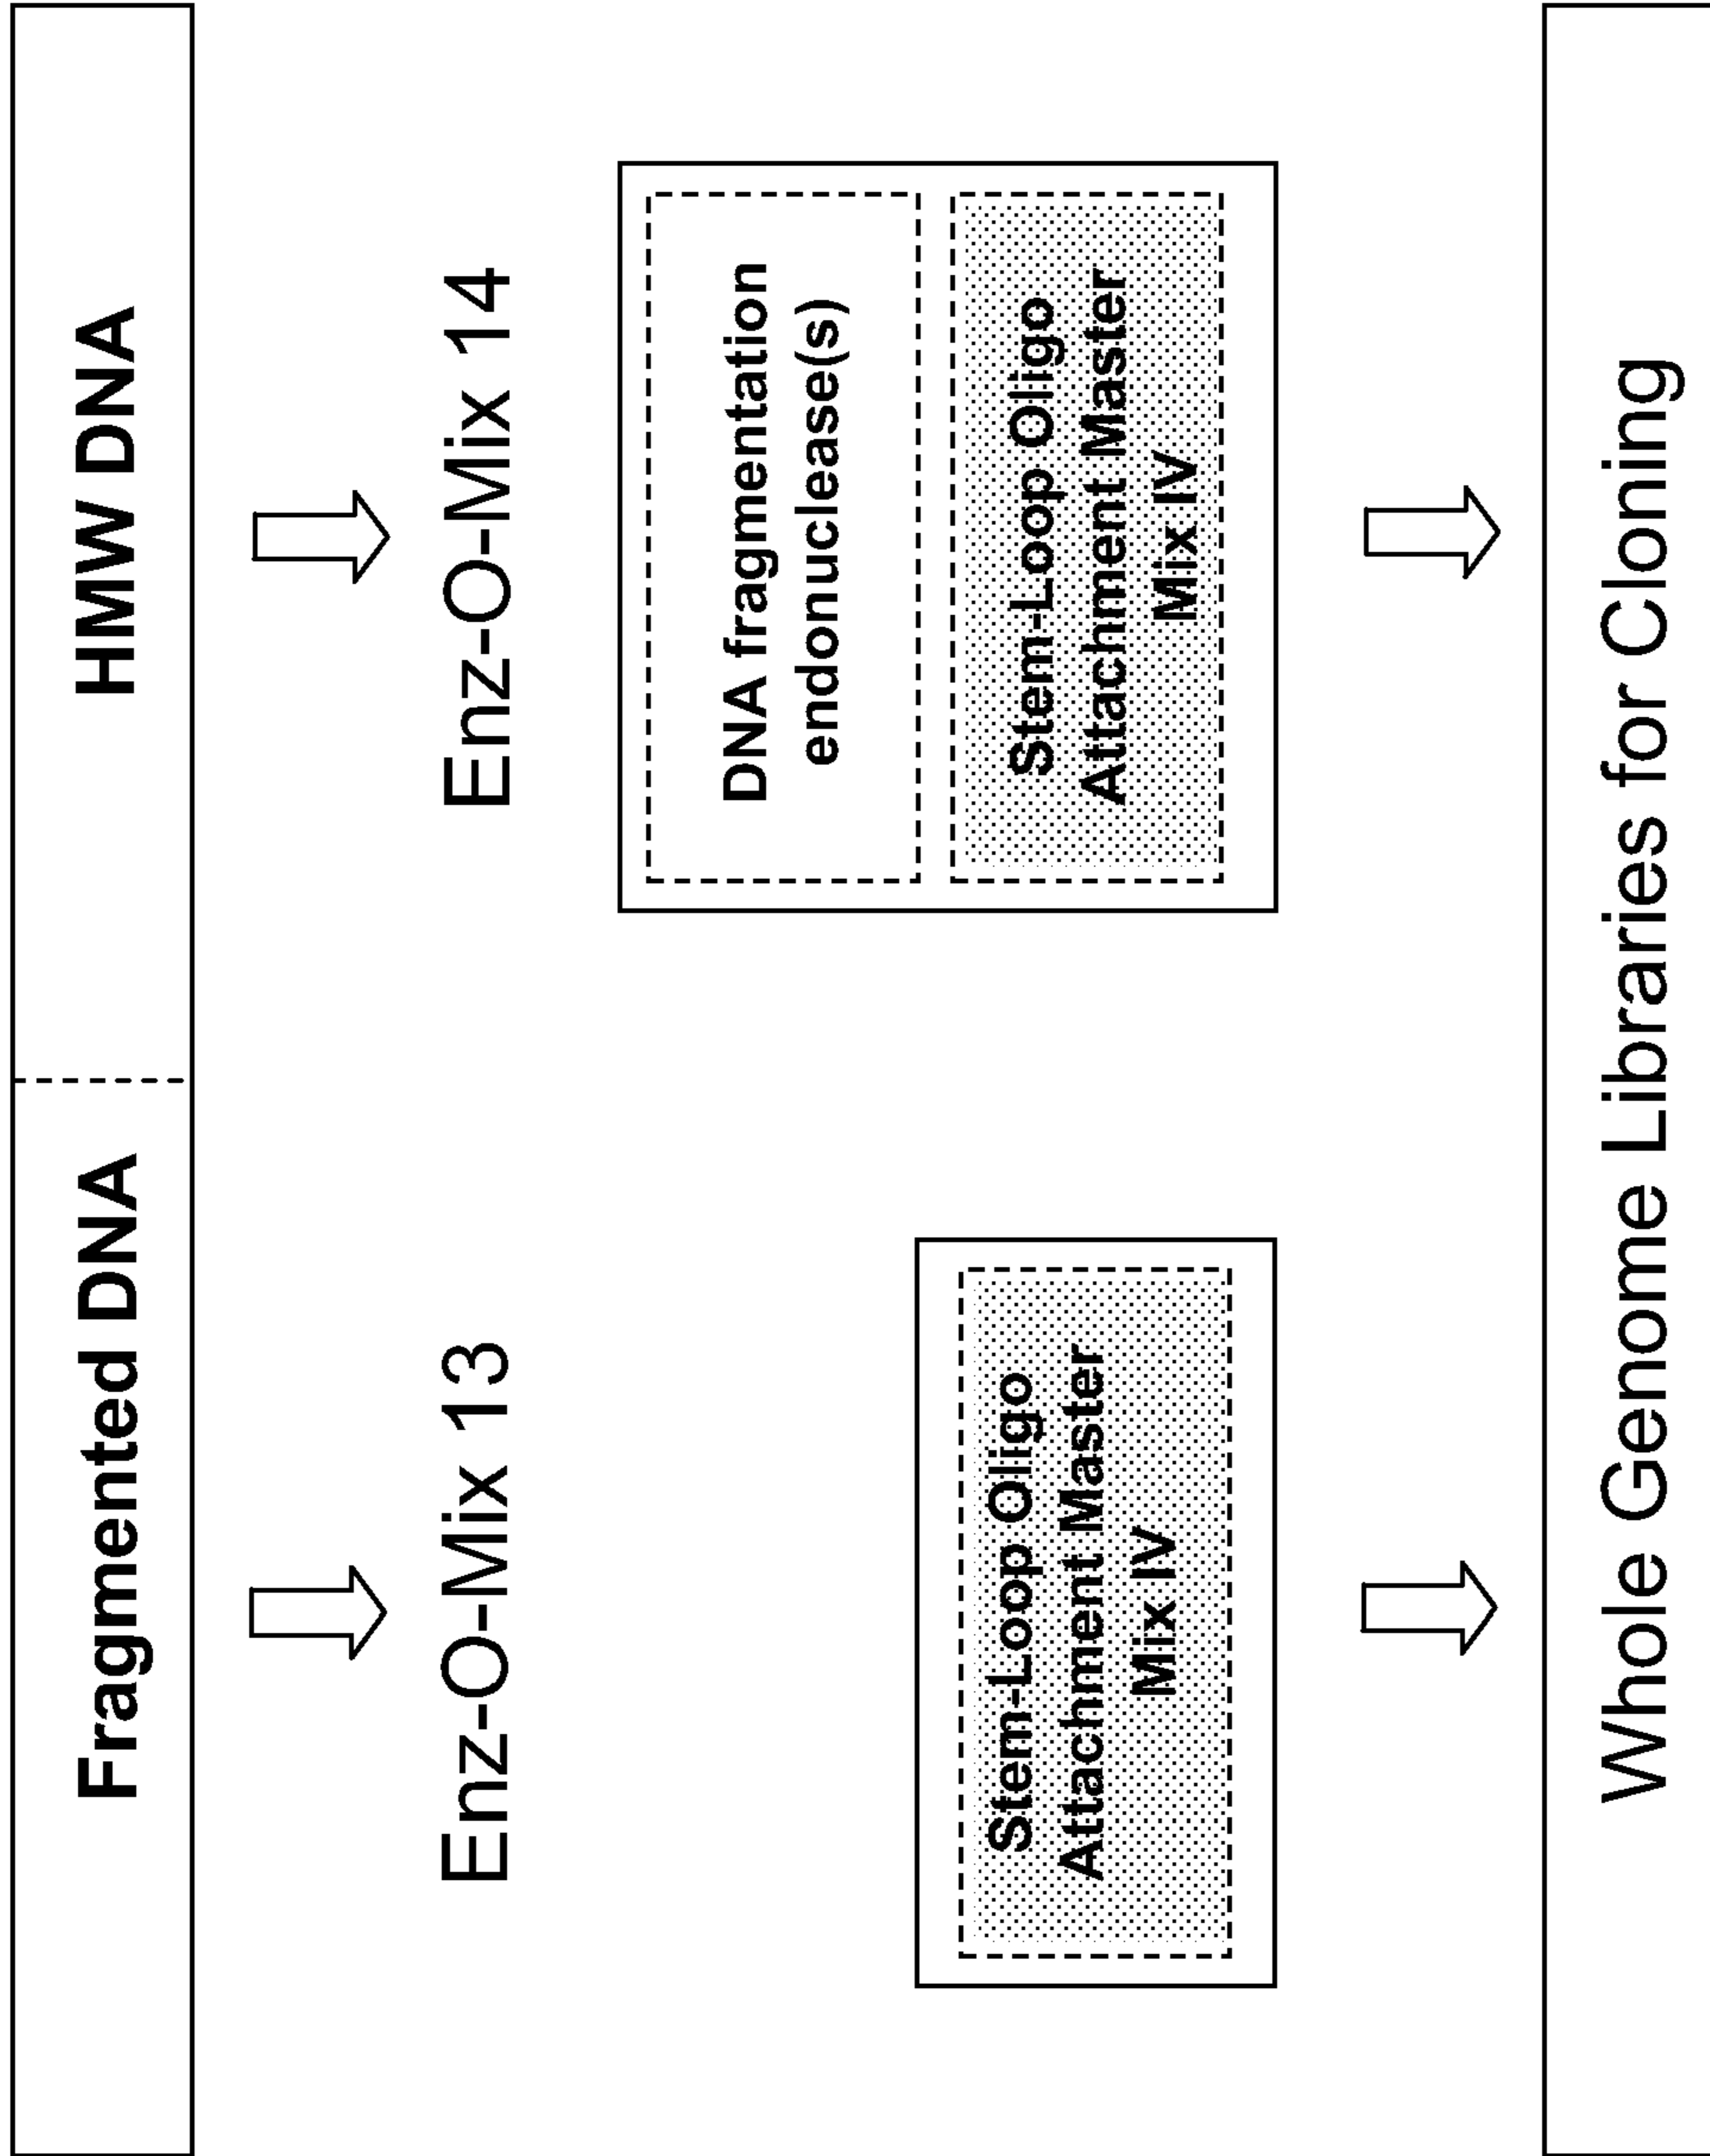 Fragmented DNA
HMW DNA
Enz-O-Mix 13
Enz-O-Mix 14
DNA fragmentation
endonuclease(s)
Stem-Loop Oligo
Attachment Master
Mix IV
Stem-Loop Oligo
Attachment Master
Mix IV
Whole Genome Libraries for Cloning